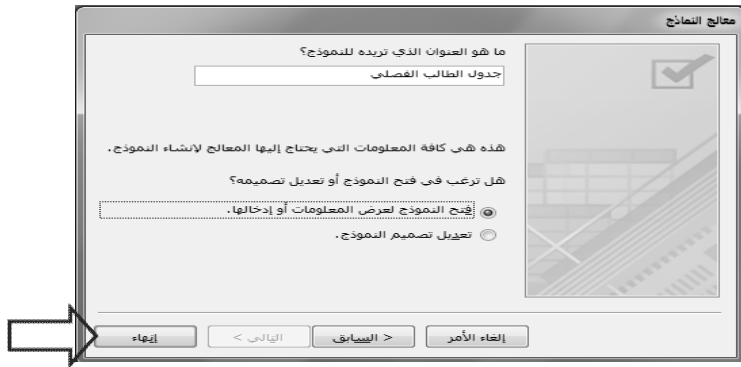 معالج النماذج
ما هو العنوان الذي تريده للنموذج؟
جدول الطالب الفصلي
هذه هي كافة المعلومات التي يحتاج إليها المعالج لإنشاء النموذج.
هل ترغب في فتح النموذج أو تعديل تصميمه؟
فتح النموذج لعرض المعلومات أو إدخالها.
تعديل تصميم النموذج.
إلغاء الأمر < السابق التالي > إنهاء